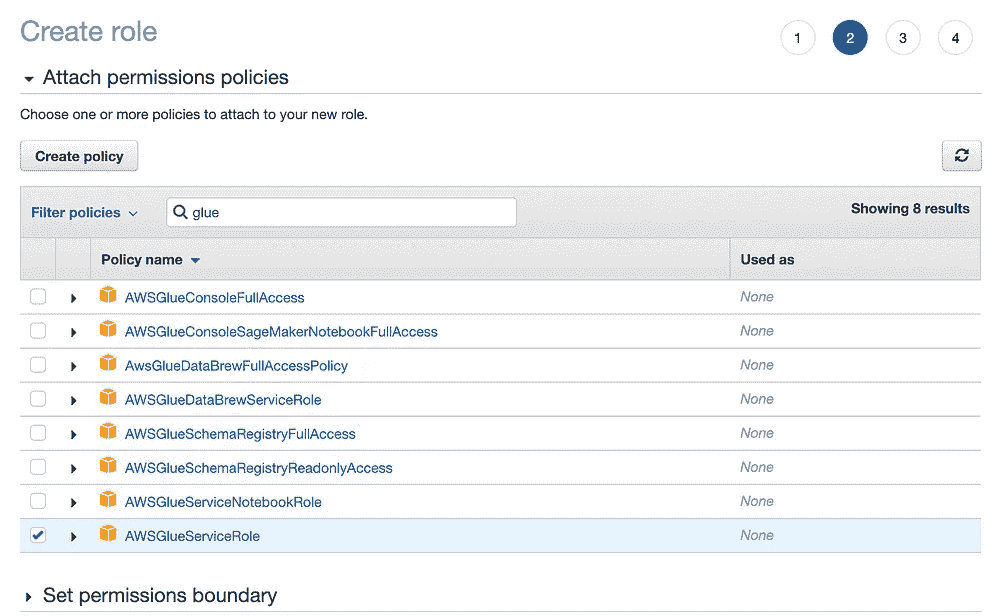 Create role
1 2 3 4
Attach permissions policies
Choose one or more policies to attach to your new role.
Create policy
Filter policies glue Showing 8 results
Policy name Used as
AWSGlueConsoleFullAccess None
AWSGlueConsoleSageMakerNotebookFullAccess None
AwsGlueDataBrewFullAccessPolicy None
AWSGlueDataBrewServiceRole None
AWSGlueSchemaRegistryFullAccess None
AWSGlueSchemaRegistryReadonlyAccess None
AWSGlueServiceNotebookRole None
AWSGlueServiceRole None
Set permissions boundary